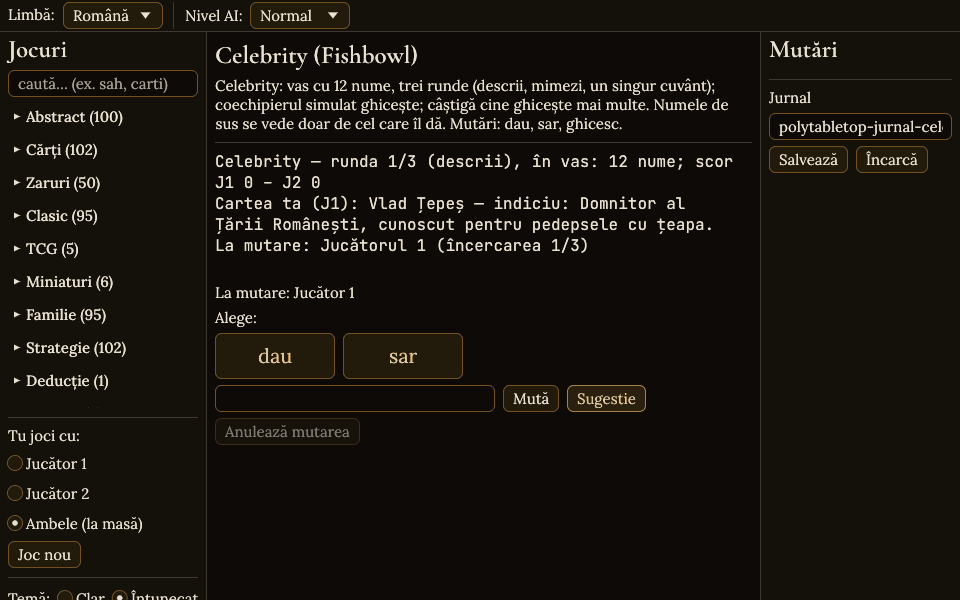 Limbă: Română ▼ Nivel AI: Normal ▼
Jocuri
caută... (ex. sah, carti)
▸ Abstract (100)
▸ Cărți (102)
▸ Zaruri (50)
▸ Clasic (95)
▸ TCG (5)
▸ Miniaturi (6)
▸ Familie (95)
▸ Strategie (102)
▸ Deducție (1)
Tu joci cu:
Jucător 1
Jucător 2
Ambele (la masă)
Joc nou
Temă: Clar Întunecat
Celebrity (Fishbowl)
Celebrity: vas cu 12 nume, trei runde (descrii, mimezi, un singur cuvânt);
coechipierul simulat ghicește; câștigă cine ghicește mai multe. Numele de
sus se vede doar de cel care îl dă. Mutări: dau, sar, ghicesc.
Celebrity — runda 1/3 (descrii), în vas: 12 nume; scor
J1 0 – J2 0
Cartea ta (J1): Vlad Țepeș — indiciu: Domnitor al
Țării Românești, cunoscut pentru pedepsele cu țeapa.
La mutare: Jucătorul 1 (încercarea 1/3)
La mutare: Jucător 1
Alege:
dau sar
Mută Sugestie
Anulează mutarea
Mutări
Jurnal
polytabletop-jurnal-cel
Salvează Încarcă